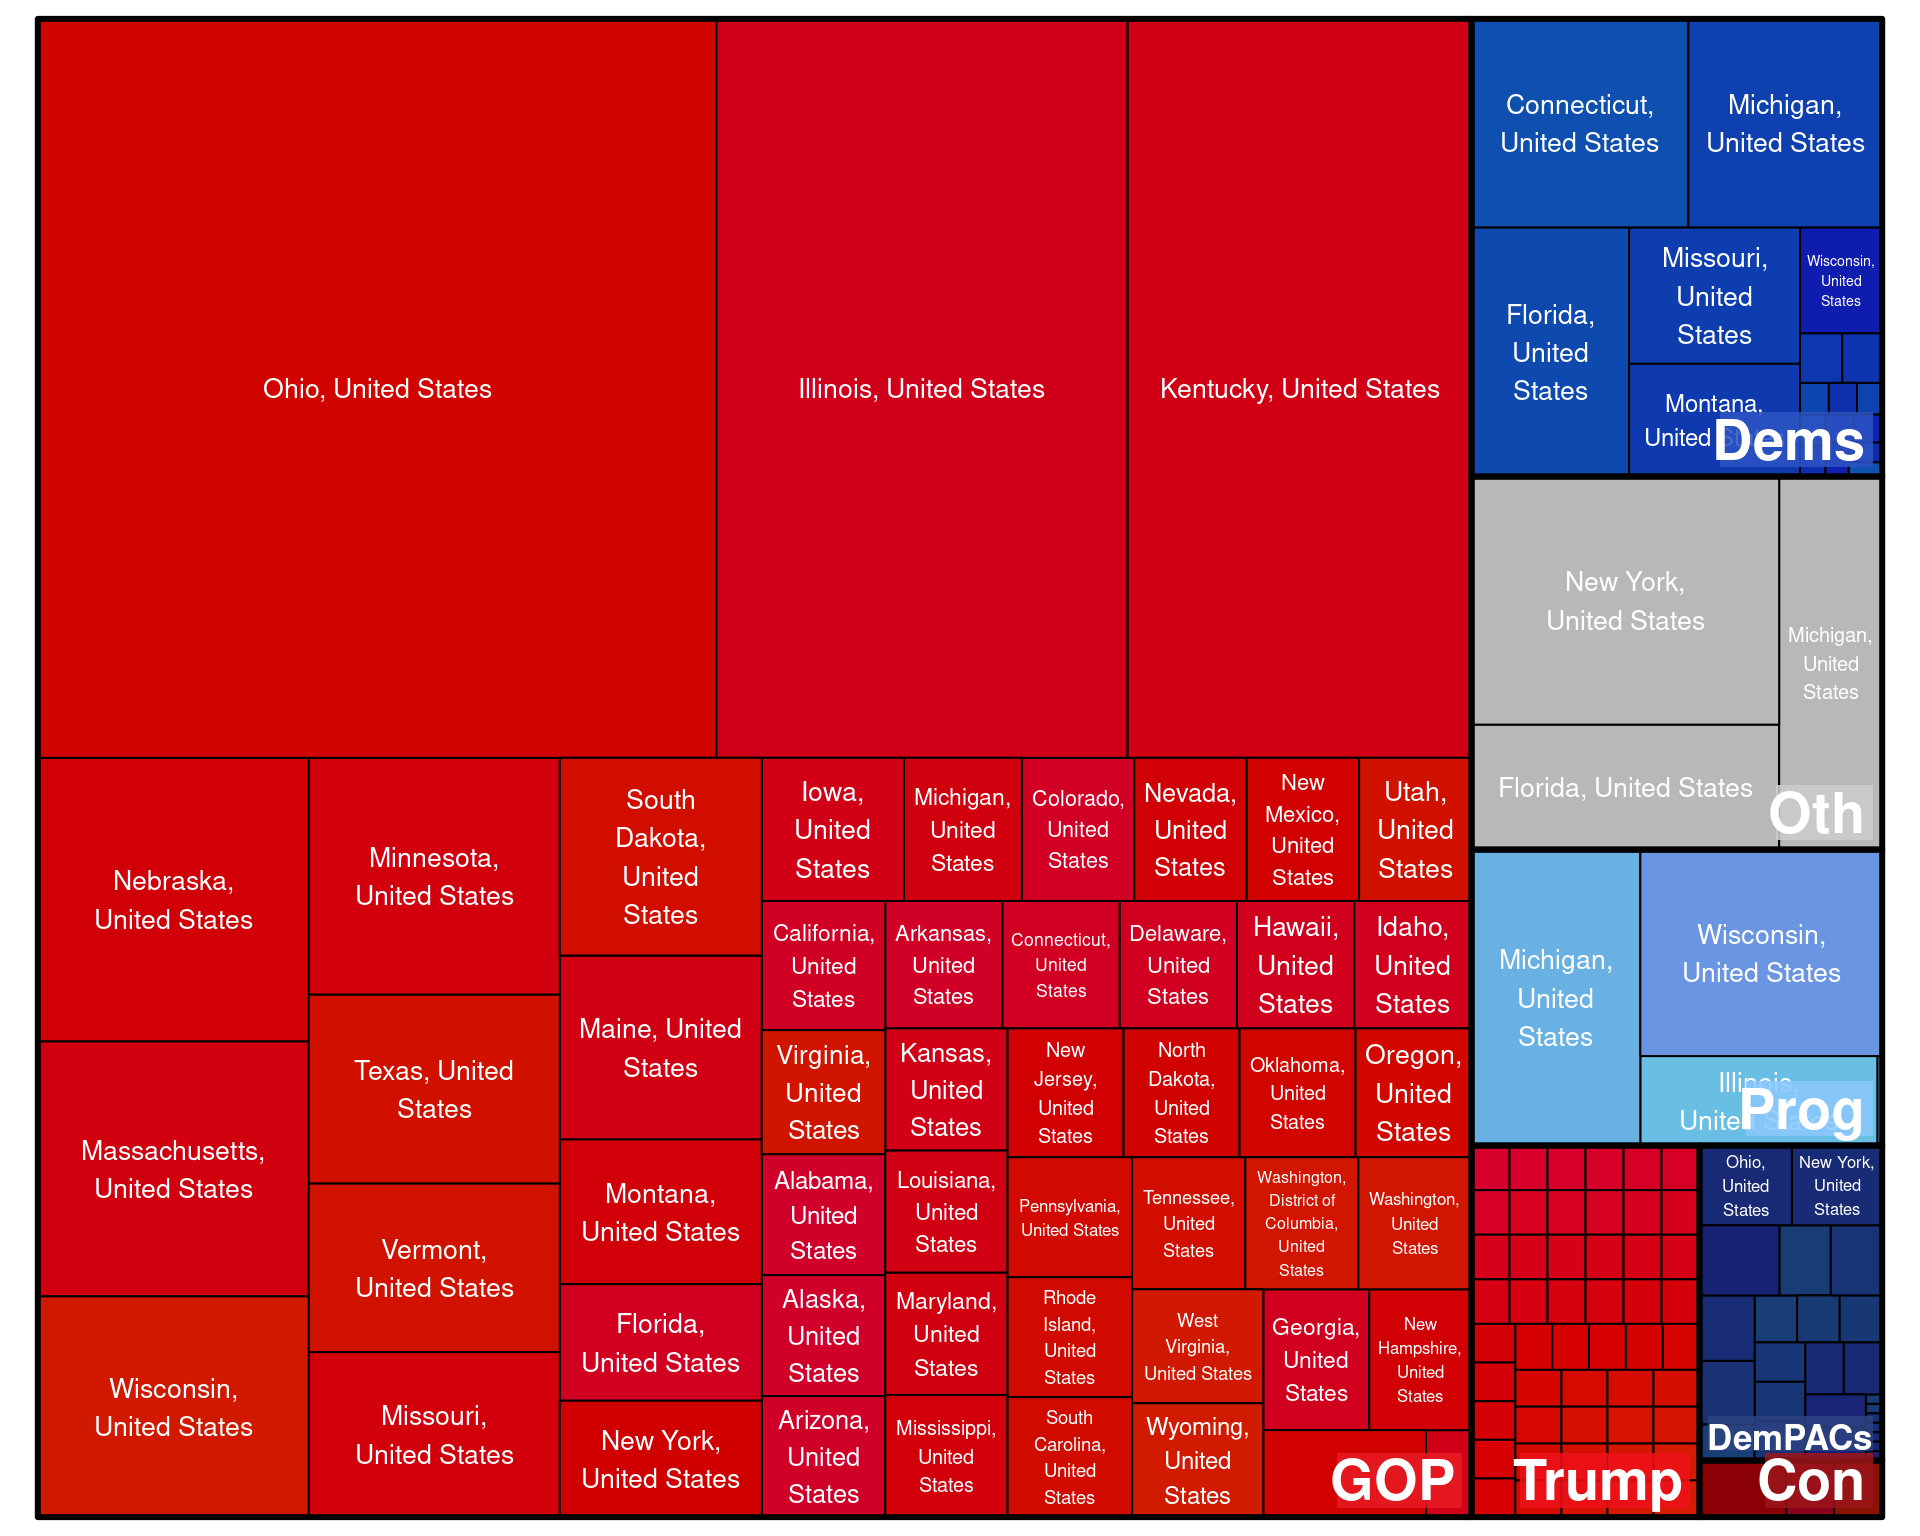 Ohio, United States
Illinois, United States
Kentucky, United States
Nebraska,
United States
Massachusetts,
United States
Wisconsin,
United States
Minnesota,
United States
Texas, United
States
Vermont,
United States
Missouri,
United States
South
Dakota,
United
States
Maine, United
States
Montana,
United States
Florida,
United States
New York,
United States
Iowa,
United
States
Michigan,
United
States
Colorado,
United
States
Nevada,
United
States
New
Mexico,
United
States
Utah,
United
States
California,
United
States
Arkansas,
United
States
Connecticut,
United
States
Delaware,
United
States
Hawaii,
United
States
Idaho,
United
States
Virginia,
United
States
Kansas,
United
States
New
Jersey,
United
States
North
Dakota,
United
States
Oklahoma,
United
States
Oregon,
United
States
Alabama,
United
States
Louisiana,
United
States
Pennsylvania,
United States
Tennessee,
United
States
Washington,
District of
Columbia,
United
States
Washington,
United
States
Alaska,
United
States
Maryland,
United
States
Rhode
Island,
United
States
West
Virginia,
United States
Georgia,
United
States
New
Hampshire,
United
States
Arizona,
United
States
Mississippi,
United
States
South
Carolina,
United
States
Wyoming,
United
States
GOP
Connecticut,
United States
Michigan,
United States
Florida,
United
States
Missouri,
United
States
Wisconsin,
United
States
Montana,
United States
Dems
New York,
United States
Michigan,
United
States
Florida, United States
Oth
Michigan,
United
States
Wisconsin,
United States
Illinois,
United States
Prog
Trump
Ohio,
United
States
New York,
United
States
DemPACs
Con